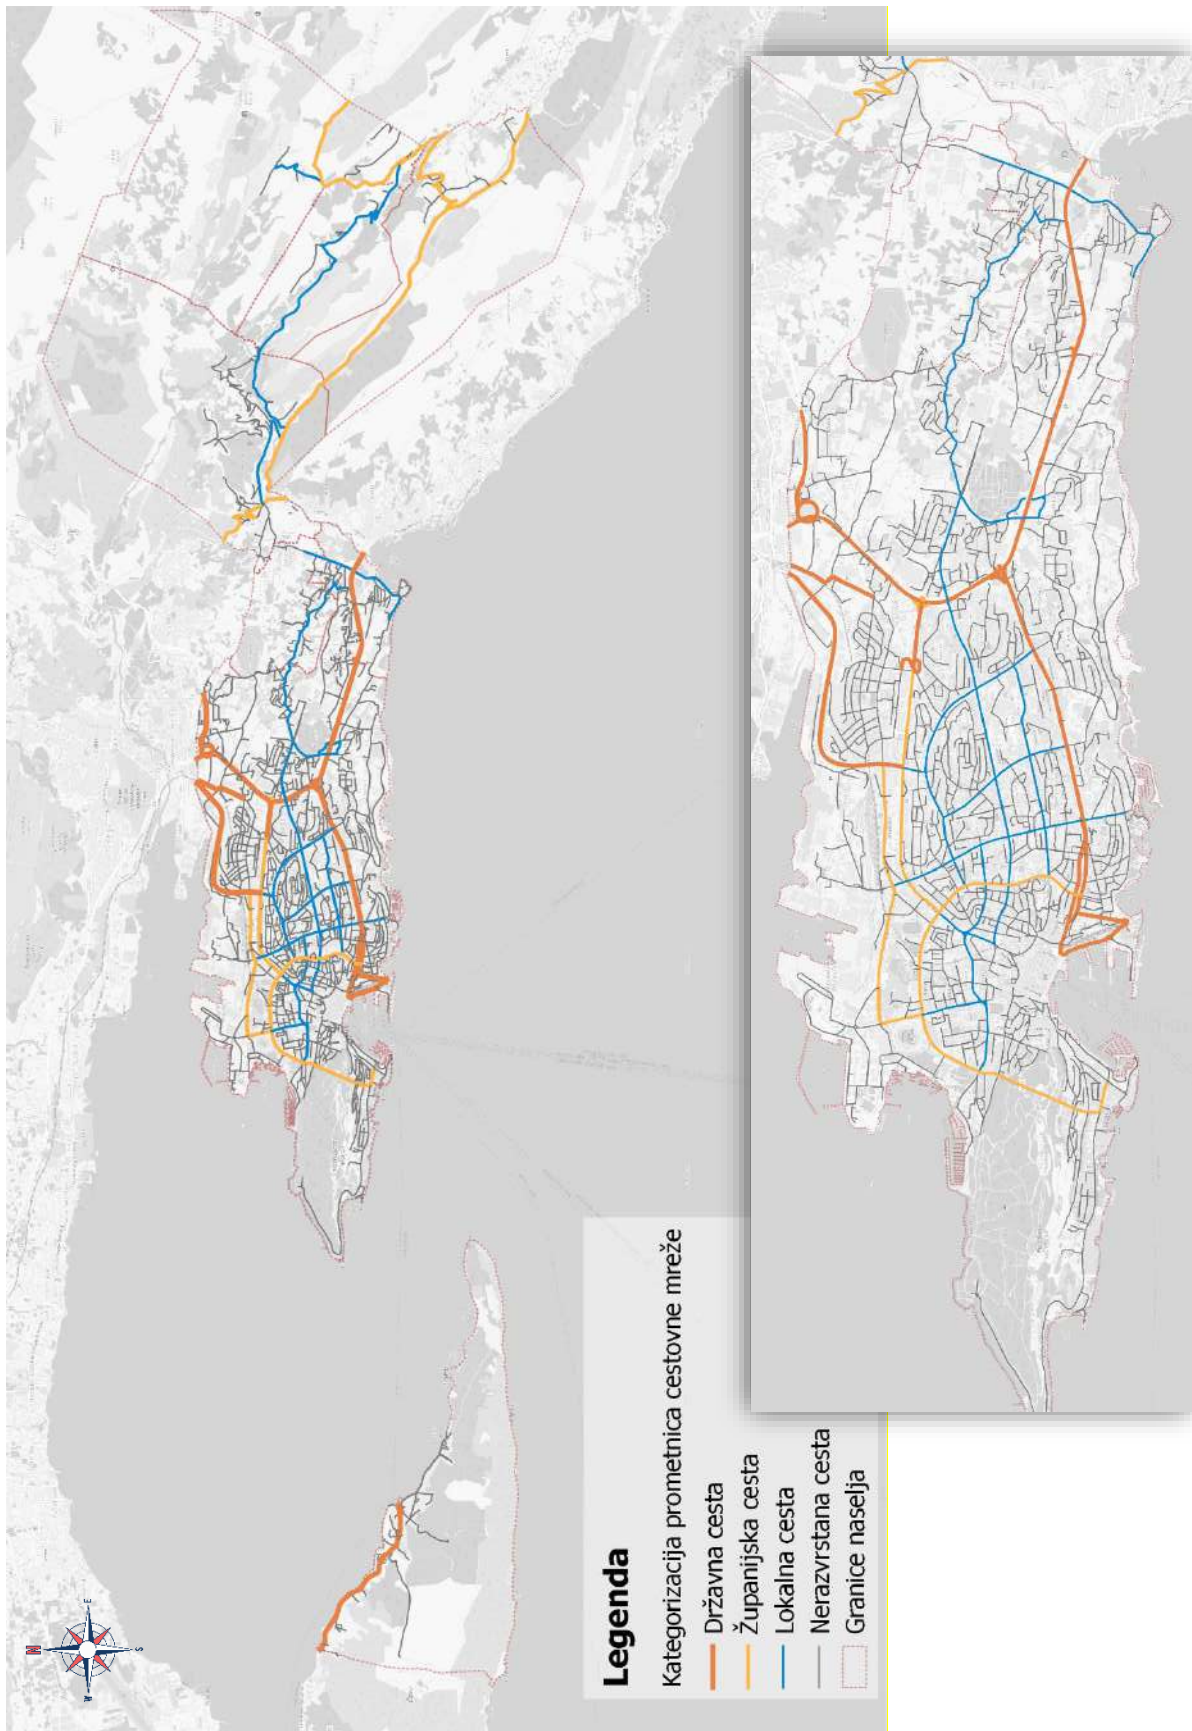 N
E
S
W
Legenda
Kategorizacija prometnica cestovne mreže
Državna cesta
Županijska cesta
Lokalna cesta
Nerazvrstana cesta
Granice naselja